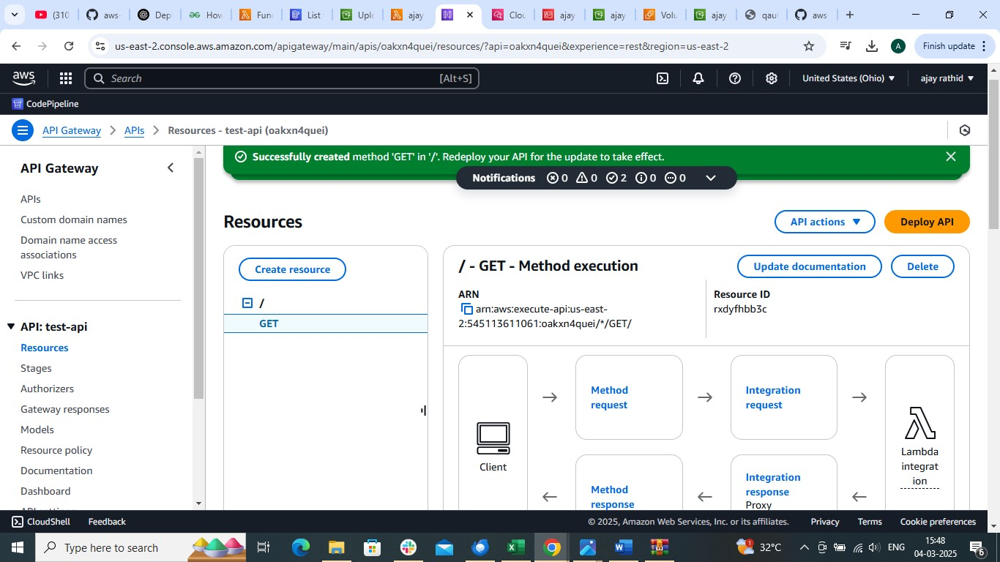 (310
aws-
Dep
How
Func
List
Uplo
ajay
Clou
ajay
ajay
Volu
ajay
qau
aws-
us-east-2.console.aws.amazon.com/apigateway/main/apis/oakxn4quei/resources/?api=oakxn4quei&experience=rest&region=us-east-2
A
Finish update
aws
Search
[Alt+S]
United States (Ohio)
ajay rathid
CodePipeline
API Gateway
APIs
Resources - test-api (oakxn4quei)
API Gateway
APIs
Custom domain names
Domain name access
associations
VPC links
API: test-api
Resources
Stages
Authorizers
Gateway responses
Models
Resource policy
Documentation
Dashboard
API settings
Successfully created method 'GET' in '/'. Redeploy your API for the update to take effect.
Notifications 0 0 2 0 0
Resources
API actions
Deploy API
Create resource
/
GET
/ - GET - Method execution
Update documentation
Delete
ARN
arn:aws:execute-api:us-east-
2:545113611061:oakxn4quei/*/GET/
Resource ID
rxdyfhbb3c
Client
Method
request
Integration
request
Lambda
integrat
ion
Method
response
Integration
response
Proxy
CloudShell
Feedback
© 2025, Amazon Web Services, Inc. or its affiliates.
Privacy
Terms
Cookie preferences
Type here to search
1
32°C
ENG
15:48
04-03-2025
6